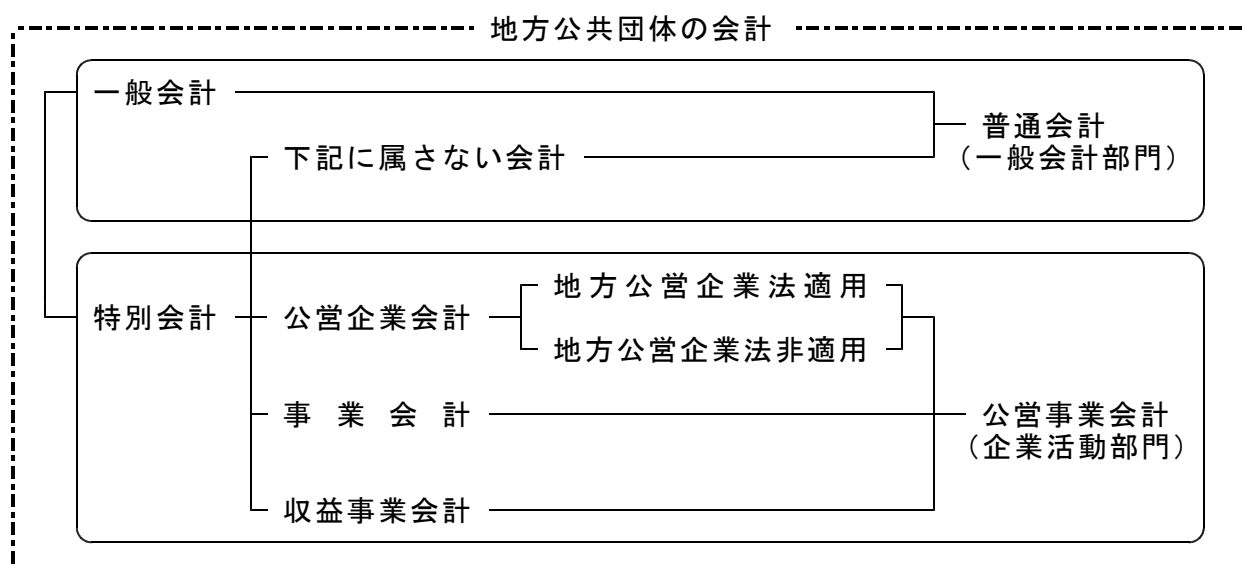 地方公共団体の会計
一般会計
普通会計
(一般会計部門)
下記に属さない会計
特別会計
公営企業会計
地方公営企業法適用
地方公営企業法非適用
事業会計
公営事業会計
(企業活動部門)
収益事業会計